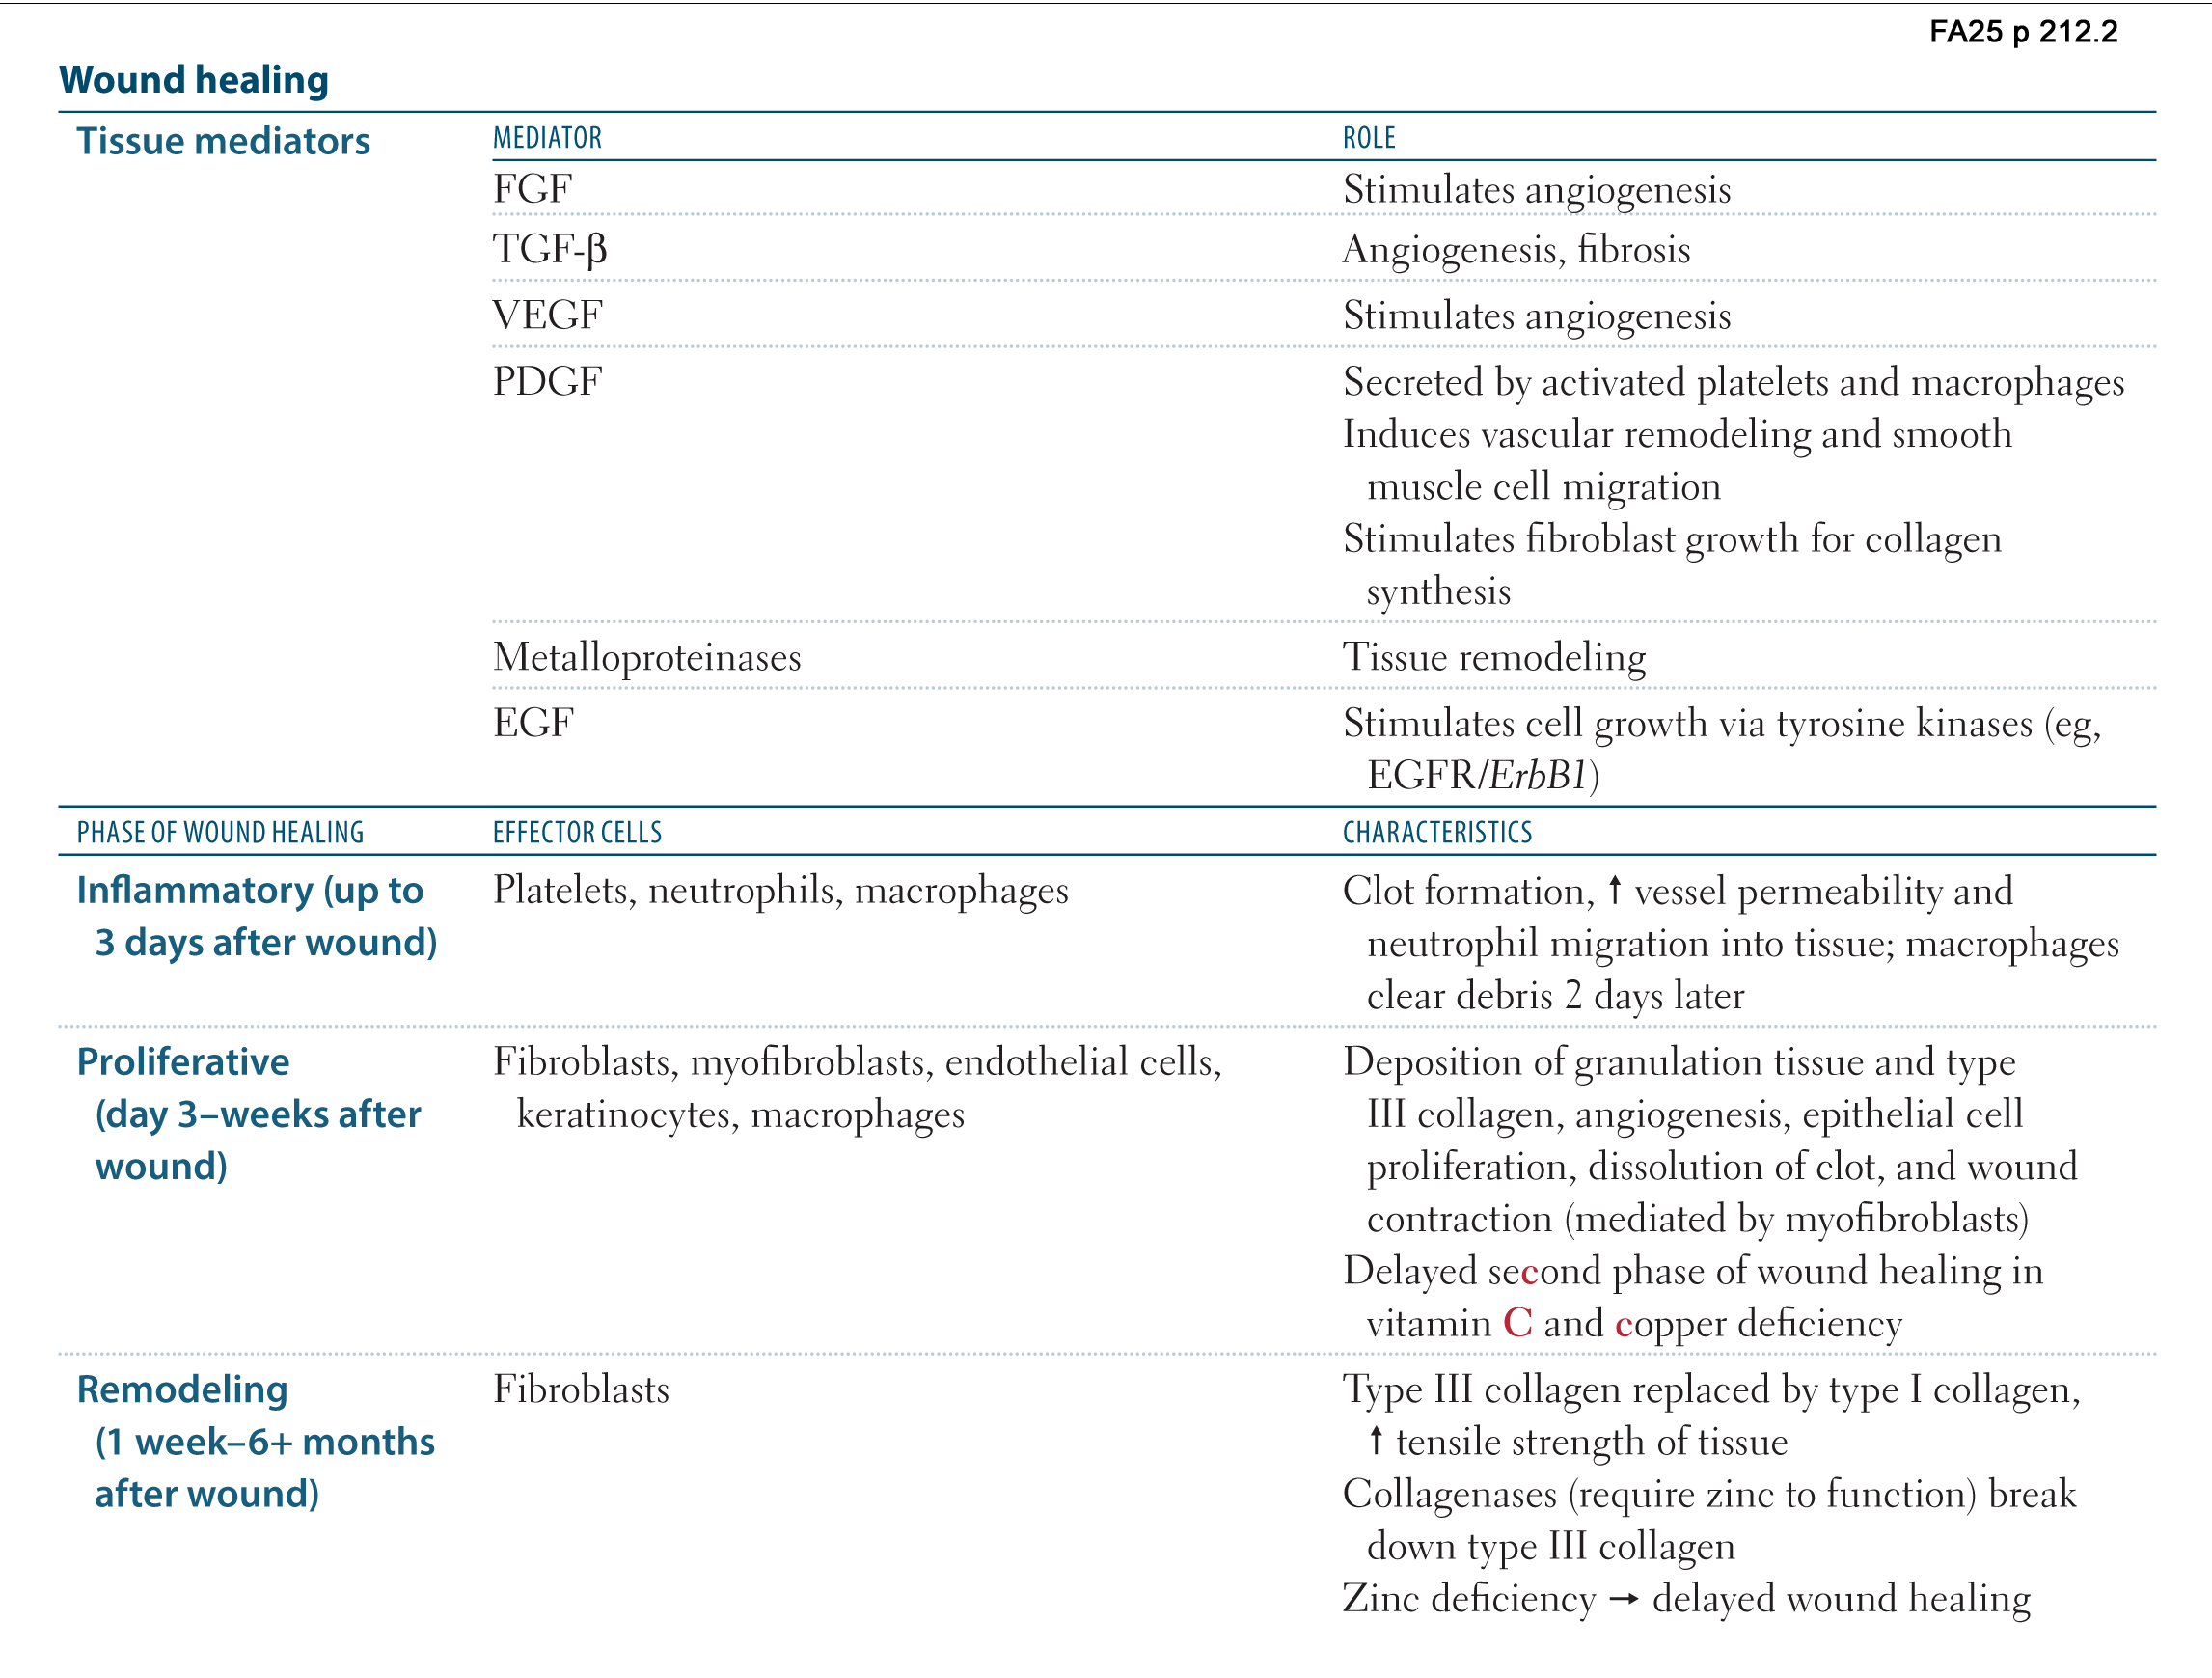 FA25 p 212.2
Wound healing
Tissue mediators MEDIATOR ROLE
FGF Stimulates angiogenesis
TGF-β Angiogenesis, fibrosis
VEGF Stimulates angiogenesis
PDGF Secreted by activated platelets and macrophages
Induces vascular remodeling and smooth
muscle cell migration
Stimulates fibroblast growth for collagen
synthesis
Metalloproteinases Tissue remodeling
EGF Stimulates cell growth via tyrosine kinases (eg,
EGFR/ErbB1)
PHASE OF WOUND HEALING EFFECTOR CELLS CHARACTERISTICS
Inflammatory (up to
3 days after wound)
Platelets, neutrophils, macrophages
Clot formation, ↑ vessel permeability and
neutrophil migration into tissue; macrophages
clear debris 2 days later
Proliferative
(day 3–weeks after
wound)
Fibroblasts, myofibroblasts, endothelial cells,
keratinocytes, macrophages
Deposition of granulation tissue and type
III collagen, angiogenesis, epithelial cell
proliferation, dissolution of clot, and wound
contraction (mediated by myofibroblasts)
Delayed second phase of wound healing in
vitamin C and copper deficiency
Remodeling
(1 week–6+ months
after wound)
Fibroblasts
Type III collagen replaced by type I collagen,
↑ tensile strength of tissue
Collagenases (require zinc to function) break
down type III collagen
Zinc deficiency → delayed wound healing